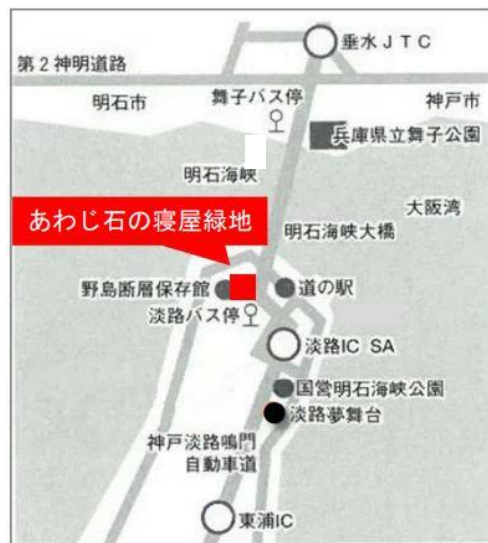 垂水JTC
第2神明道路
明石市
舞子バス停
神戸市
兵庫県立舞子公園
明石海峡
大阪湾
あわじ石の寝屋緑地
明石海峡大橋
野島断層保存館
道の駅
淡路バス停
淡路IC SA
国営明石海峡公園
淡路夢舞台
神戸淡路鳴門
自動車道
東浦IC